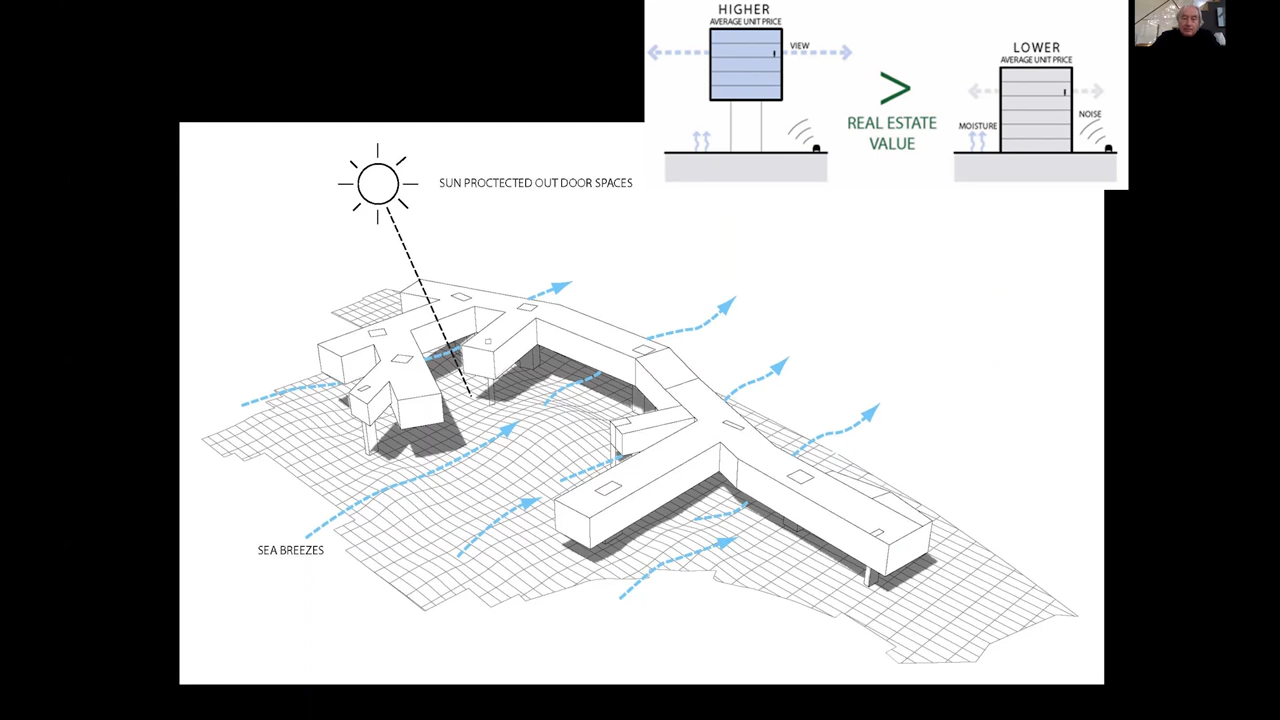 HIGHER
AVERAGE UNIT PRICE
VIEW
>
REAL ESTATE
VALUE
LOWER
AVERAGE UNIT PRICE
MOISTURE
NOISE
SUN PROCTECTED OUT DOOR SPACES
SEA BREEZES